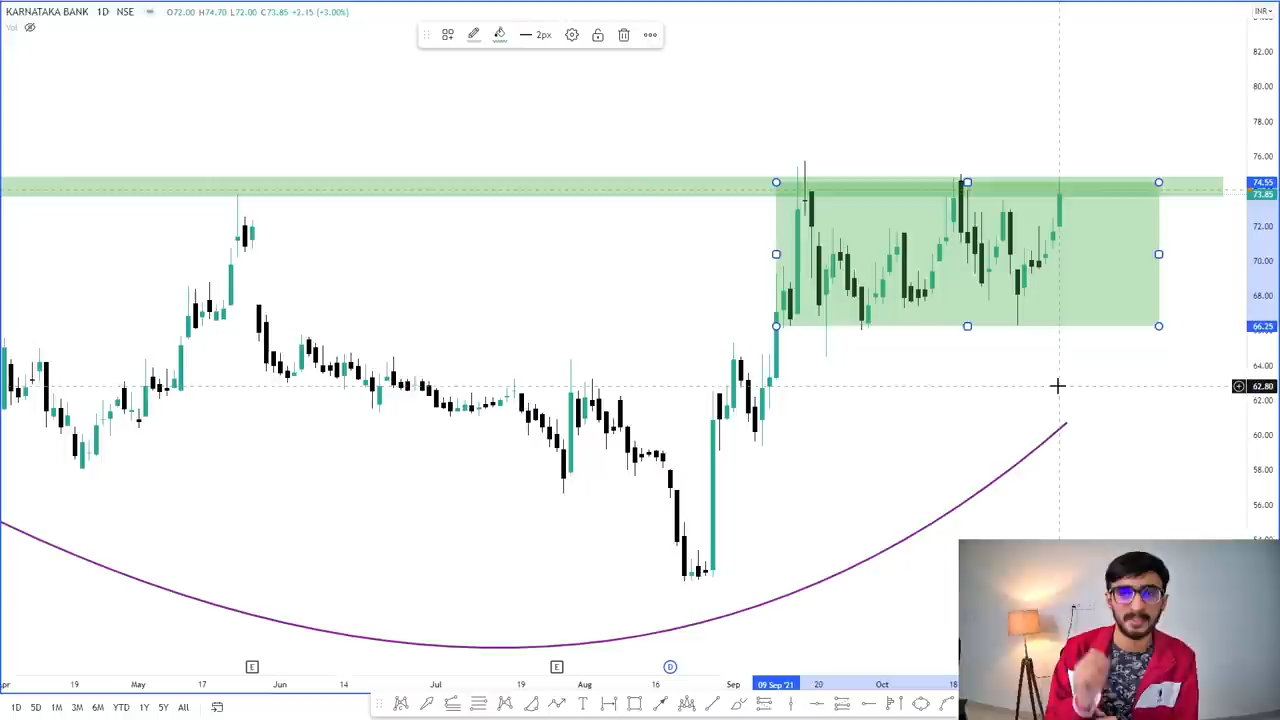 KARNATAKA BANK 1D NSE O72.00 H74.70 L72.00 C73.85 +2.15 (+3.00%)
INR
Vol
2px
82.00
80.00
78.00
76.00
74.55
73.85
72.00
70.00
68.00
66.25
64.00
62.80
62.00
60.00
58.00
56.00
E E D
19 May 17 Jun 14 Jul 19 Aug 16 Sep 09 Sep '21 20 Oct 18
1D 5D 1M 3M 6M YTD 1Y 5Y All